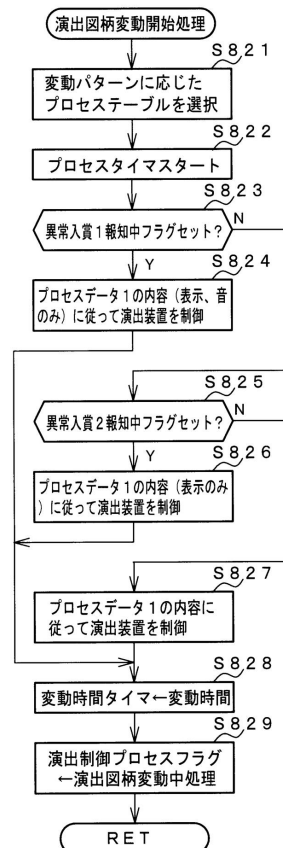 演出図柄変動開始処理
S821
変動パターンに応じた
プロセステーブルを選択
S822
プロセスタイマスタート
S823
異常入賞1報知中フラグセット?
N
Y
S824
プロセスデータ1の内容(表示、音
のみ)に従って演出装置を制御
S825
異常入賞2報知中フラグセット?
N
Y
S826
プロセスデータ1の内容(表示のみ
)に従って演出装置を制御
S827
プロセスデータ1の内容に
従って演出装置を制御
S828
変動時間タイマ←変動時間
S829
演出制御プロセスフラグ
←演出図柄変動中処理
RET